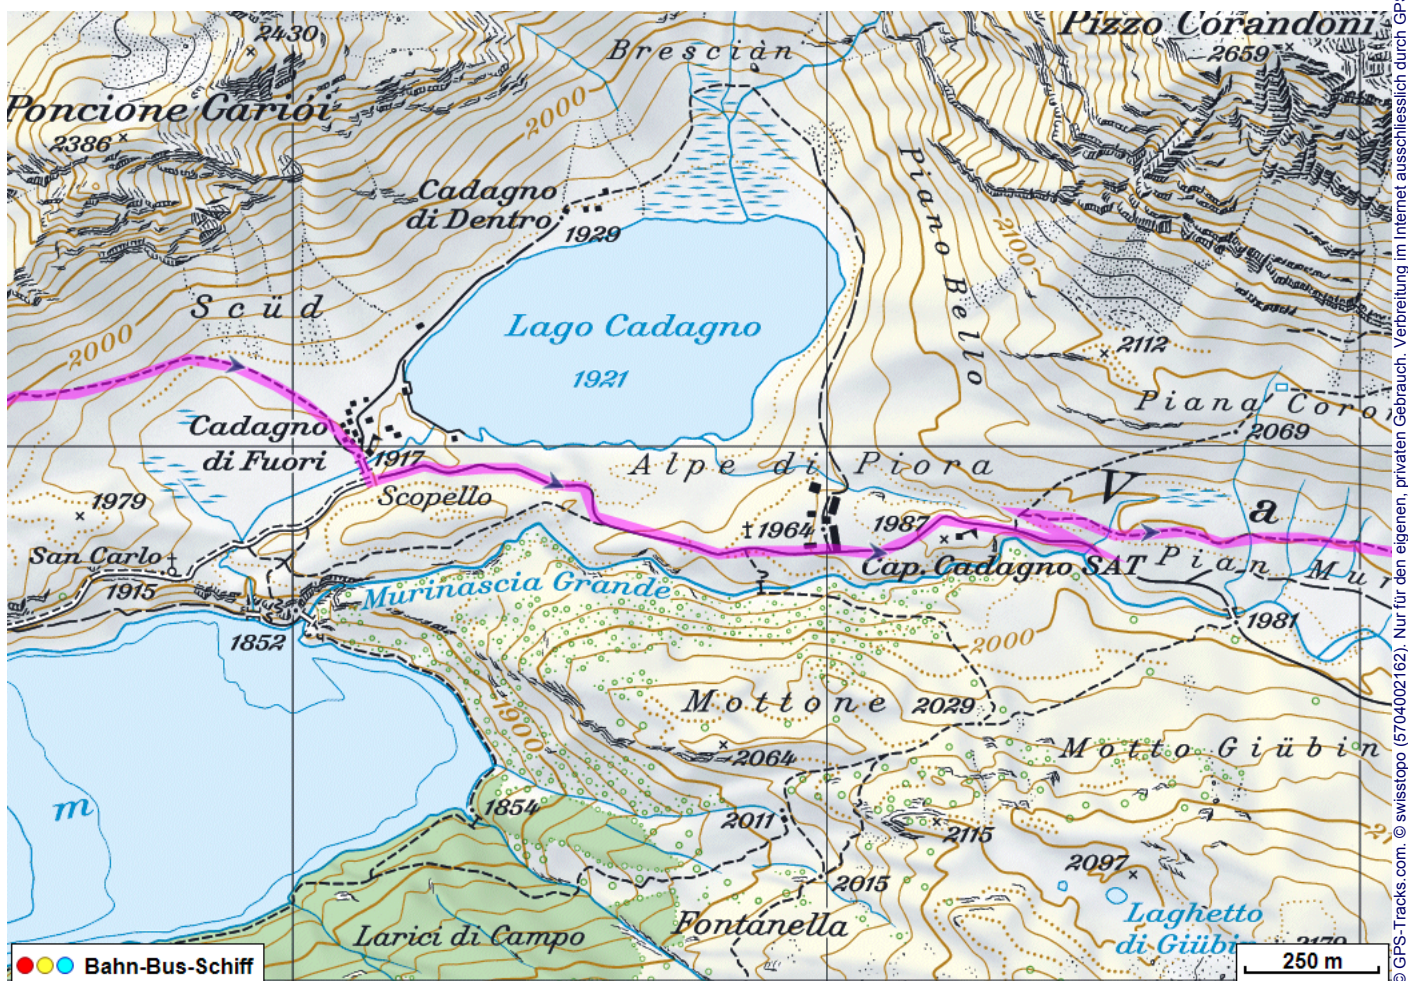 2430
Bresciàn
Pizzo Corandoni
2659
Poncione Garioi
2386
2000
Cadagno
di Dentro
1929
Piano Bello
2100
Scüd
Lago Cadagno
1921
2000
2112
Piana Coron
2069
Cadagno
di Fuori
1917
Alpe di Piora
Scopello
1979
1964
1987
V a
San Carlo
1915
Murinascia Grande
Cap. Cadagno SAT
Pian Mur
1852
1981
2000
Mottone 2029
1900
2064
Motto Giübin
m
1854
2011
2115
2097
2015
Laghetto
di Giübin
Fontanella
Larici di Campo
2179
Bahn-Bus-Schiff
250 m
© GPS-Tracks.com. © swisstopo (5704002162). Nur für den eigenen, privaten Gebrauch. Verbreitung im Internet ausschliesslich durch GPS